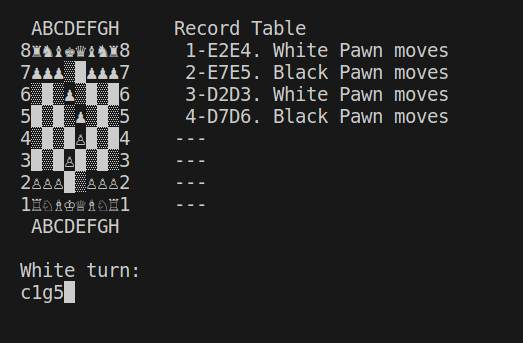 ABCDEFGH Record Table
8♜♞♝♚♛♝♞♜8 1-E2E4. White Pawn moves
7♟♟♟▒█♟♟♟7 2-E7E5. Black Pawn moves
6▒█▒♟▒█▒█6 3-D2D3. White Pawn moves
5█▒█▒♟▒█▒5 4-D7D6. Black Pawn moves
4▒█▒█♙█▒█4 ---
3█▒█♙█▒█▒3 ---
2♙♙♙█▒♙♙♙2 ---
1♖♘♗♔♕♗♘♖1 ---
ABCDEFGH
White turn:
c1g5